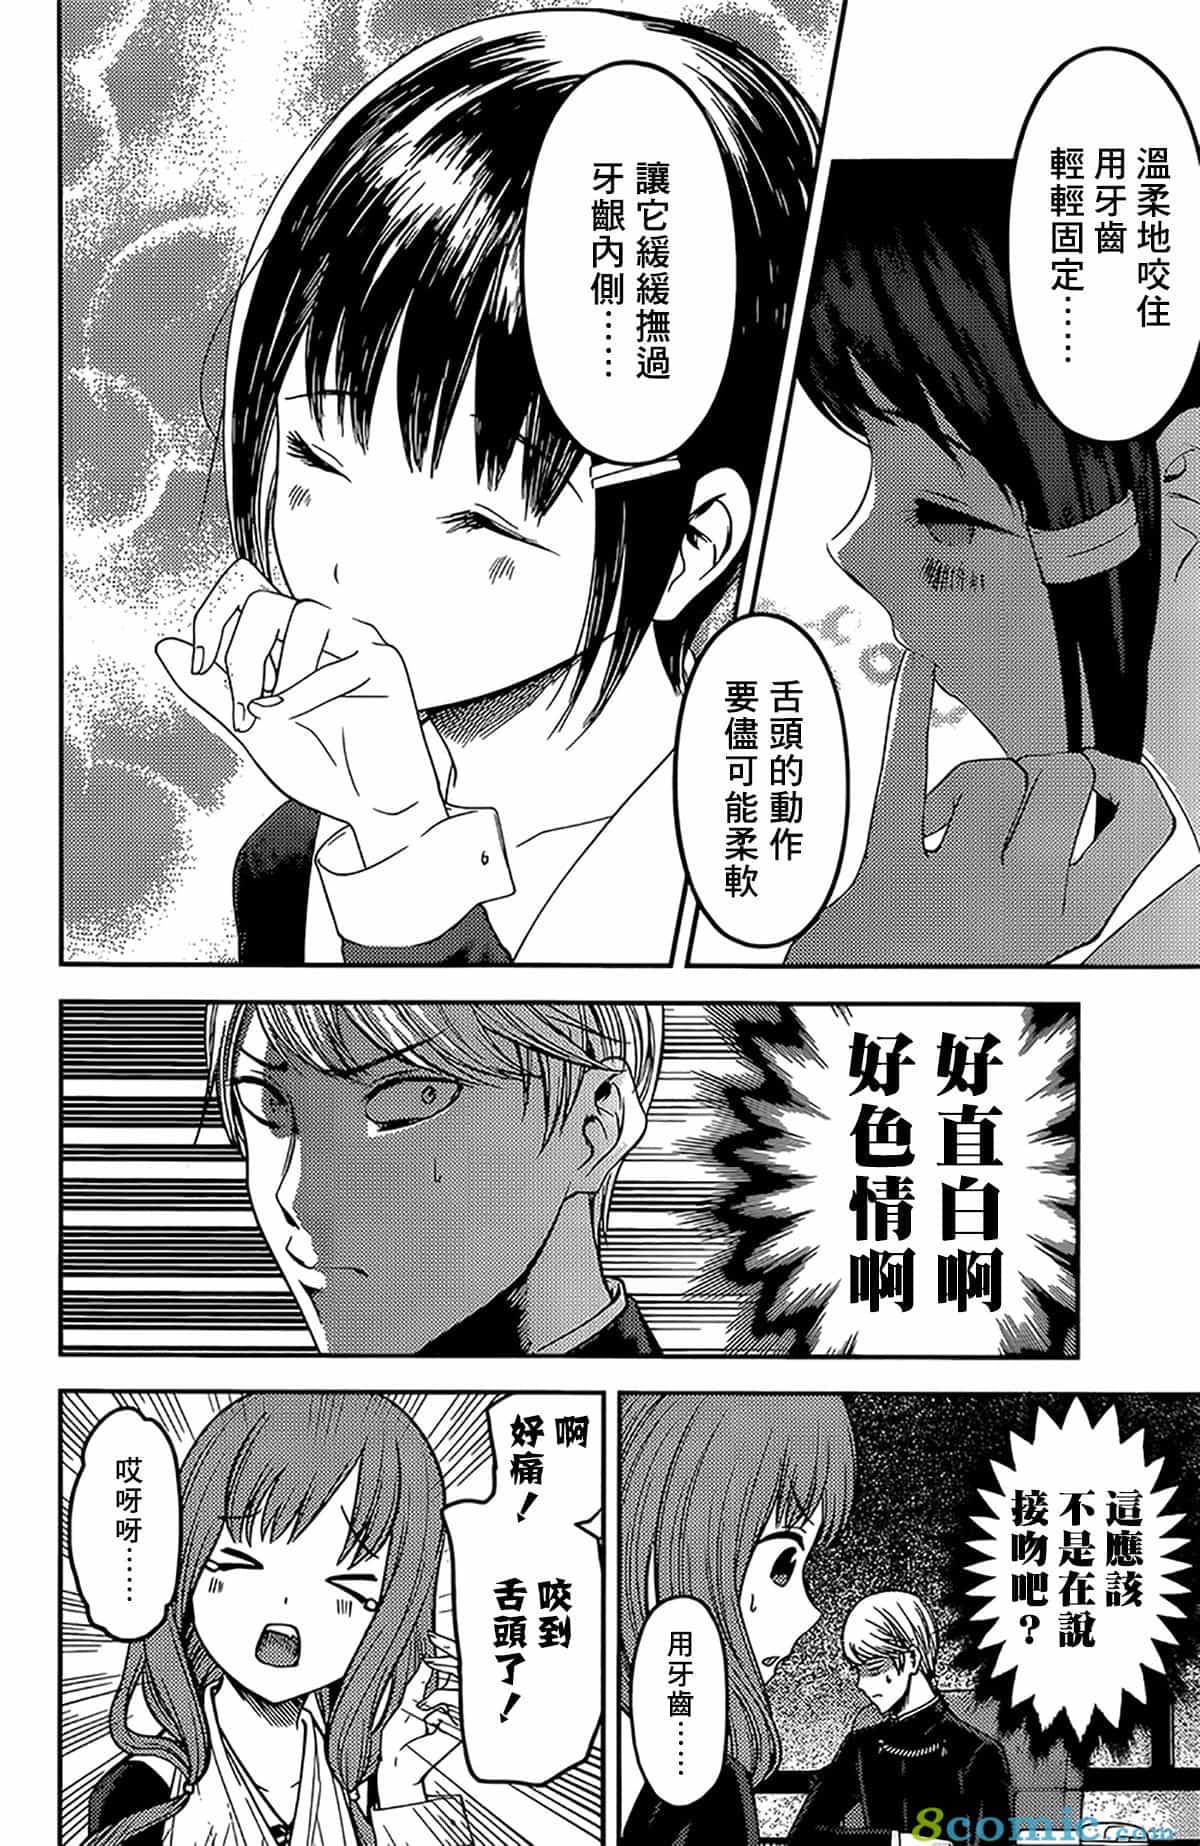 溫柔地咬住
用牙齒
輕輕固定……
舌頭的動作
要儘可能柔軟
讓它緩緩撫過
牙齦內側……
好直白啊
好色情啊
這應該
不是在說
接吻吧？
用牙齒……
啊
好痛！
咬到
舌頭了！
哎呀呀……
8comic.com